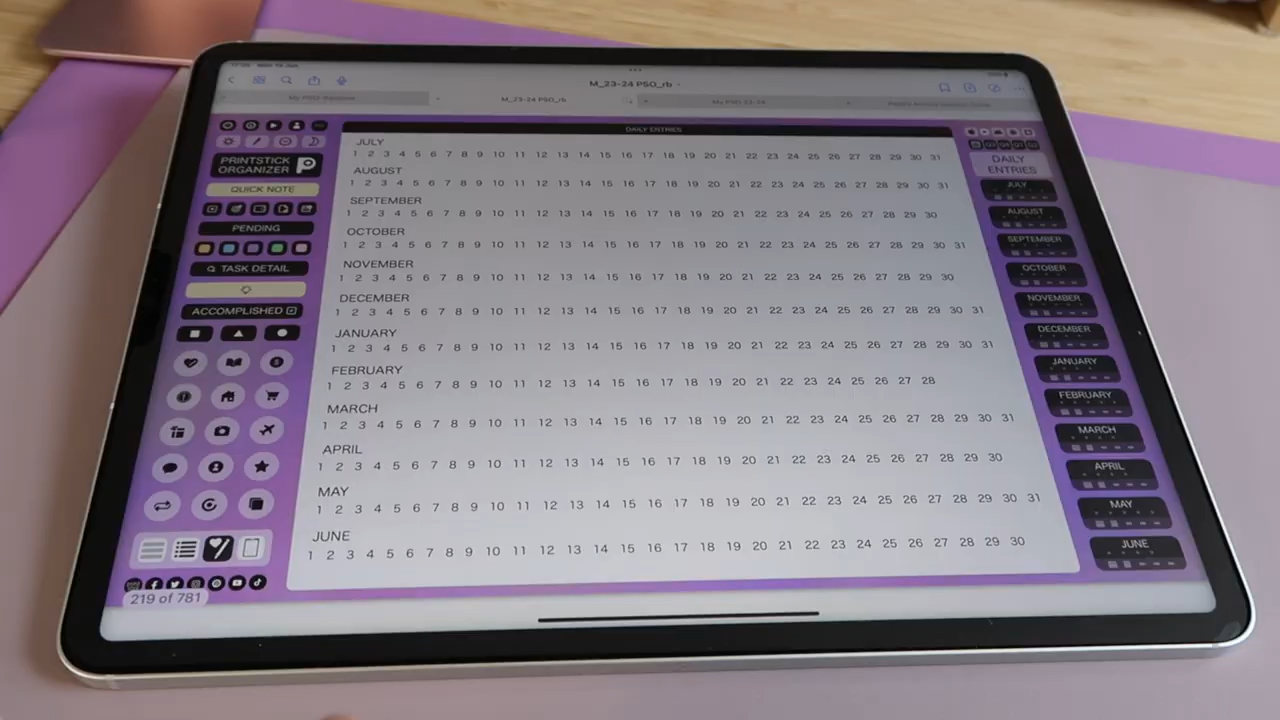 M_23-24 PSO_rb
M_23-24 PSO_rb
My PSO 23-24
PRINTSTICK
ORGANIZER
QUICK NOTE
PENDING
TASK DETAIL
ACCOMPLISHED
219 of 781
DAILY ENTRIES
JULY
1 2 3 4 5 6 7 8 9 10 11 12 13 14 15 16 17 18 19 20 21 22 23 24 25 26 27 28 29 30 31
AUGUST
1 2 3 4 5 6 7 8 9 10 11 12 13 14 15 16 17 18 19 20 21 22 23 24 25 26 27 28 29 30 31
SEPTEMBER
1 2 3 4 5 6 7 8 9 10 11 12 13 14 15 16 17 18 19 20 21 22 23 24 25 26 27 28 29 30
OCTOBER
1 2 3 4 5 6 7 8 9 10 11 12 13 14 15 16 17 18 19 20 21 22 23 24 25 26 27 28 29 30 31
NOVEMBER
2 3 4 5 6 7 8 9 10 11 12 13 14 15 16 17 18 19 20 21 22 23 24 25 26 27 28 29 30
DECEMBER
1 2 3 4 5 6 7 8 9 10 11 12 13 14 15 16 17 18 19 20 21 22 23 24 25 26 27 28 29 30 31
JANUARY
1 2 3 4 5 6 7 8 9 10 11 12 13 14 15 16 17 18 19 20 21 22 23 24 25 26 27 28 29 30 31
FEBRUARY
1 2 3 4 5 6 7 8 9 10 11 12 13 14 15 16 17 18 19 20 21 22 23 24 25 26 27 28
MARCH
1 2 3 4 5 6 7 8 9 10 11 12 13 14 15 16 17 18 19 20 21 22 23 24 25 26 27 28 29 30 31
APRIL
1 2 3 4 5 6 7 8 9 10 11 12 13 14 15 16 17 18 19 20 21 22 23 24 25 26 27 28 29 30
MAY
1 2 3 4 5 6 7 8 9 10 11 12 13 14 15 16 17 18 19 20 21 22 23 24 25 26 27 28 29 30 31
JUNE
1 2 3 4 5 6 7 8 9 10 11 12 13 14 15 16 17 18 19 20 21 22 23 24 25 26 27 28 29 30
DAILY
ENTRIES
JULY
AUGUST
SEPTEMBER
OCTOBER
NOVEMBER
DECEMBER
JANUARY
FEBRUARY
MARCH
APRIL
MAY
JUNE